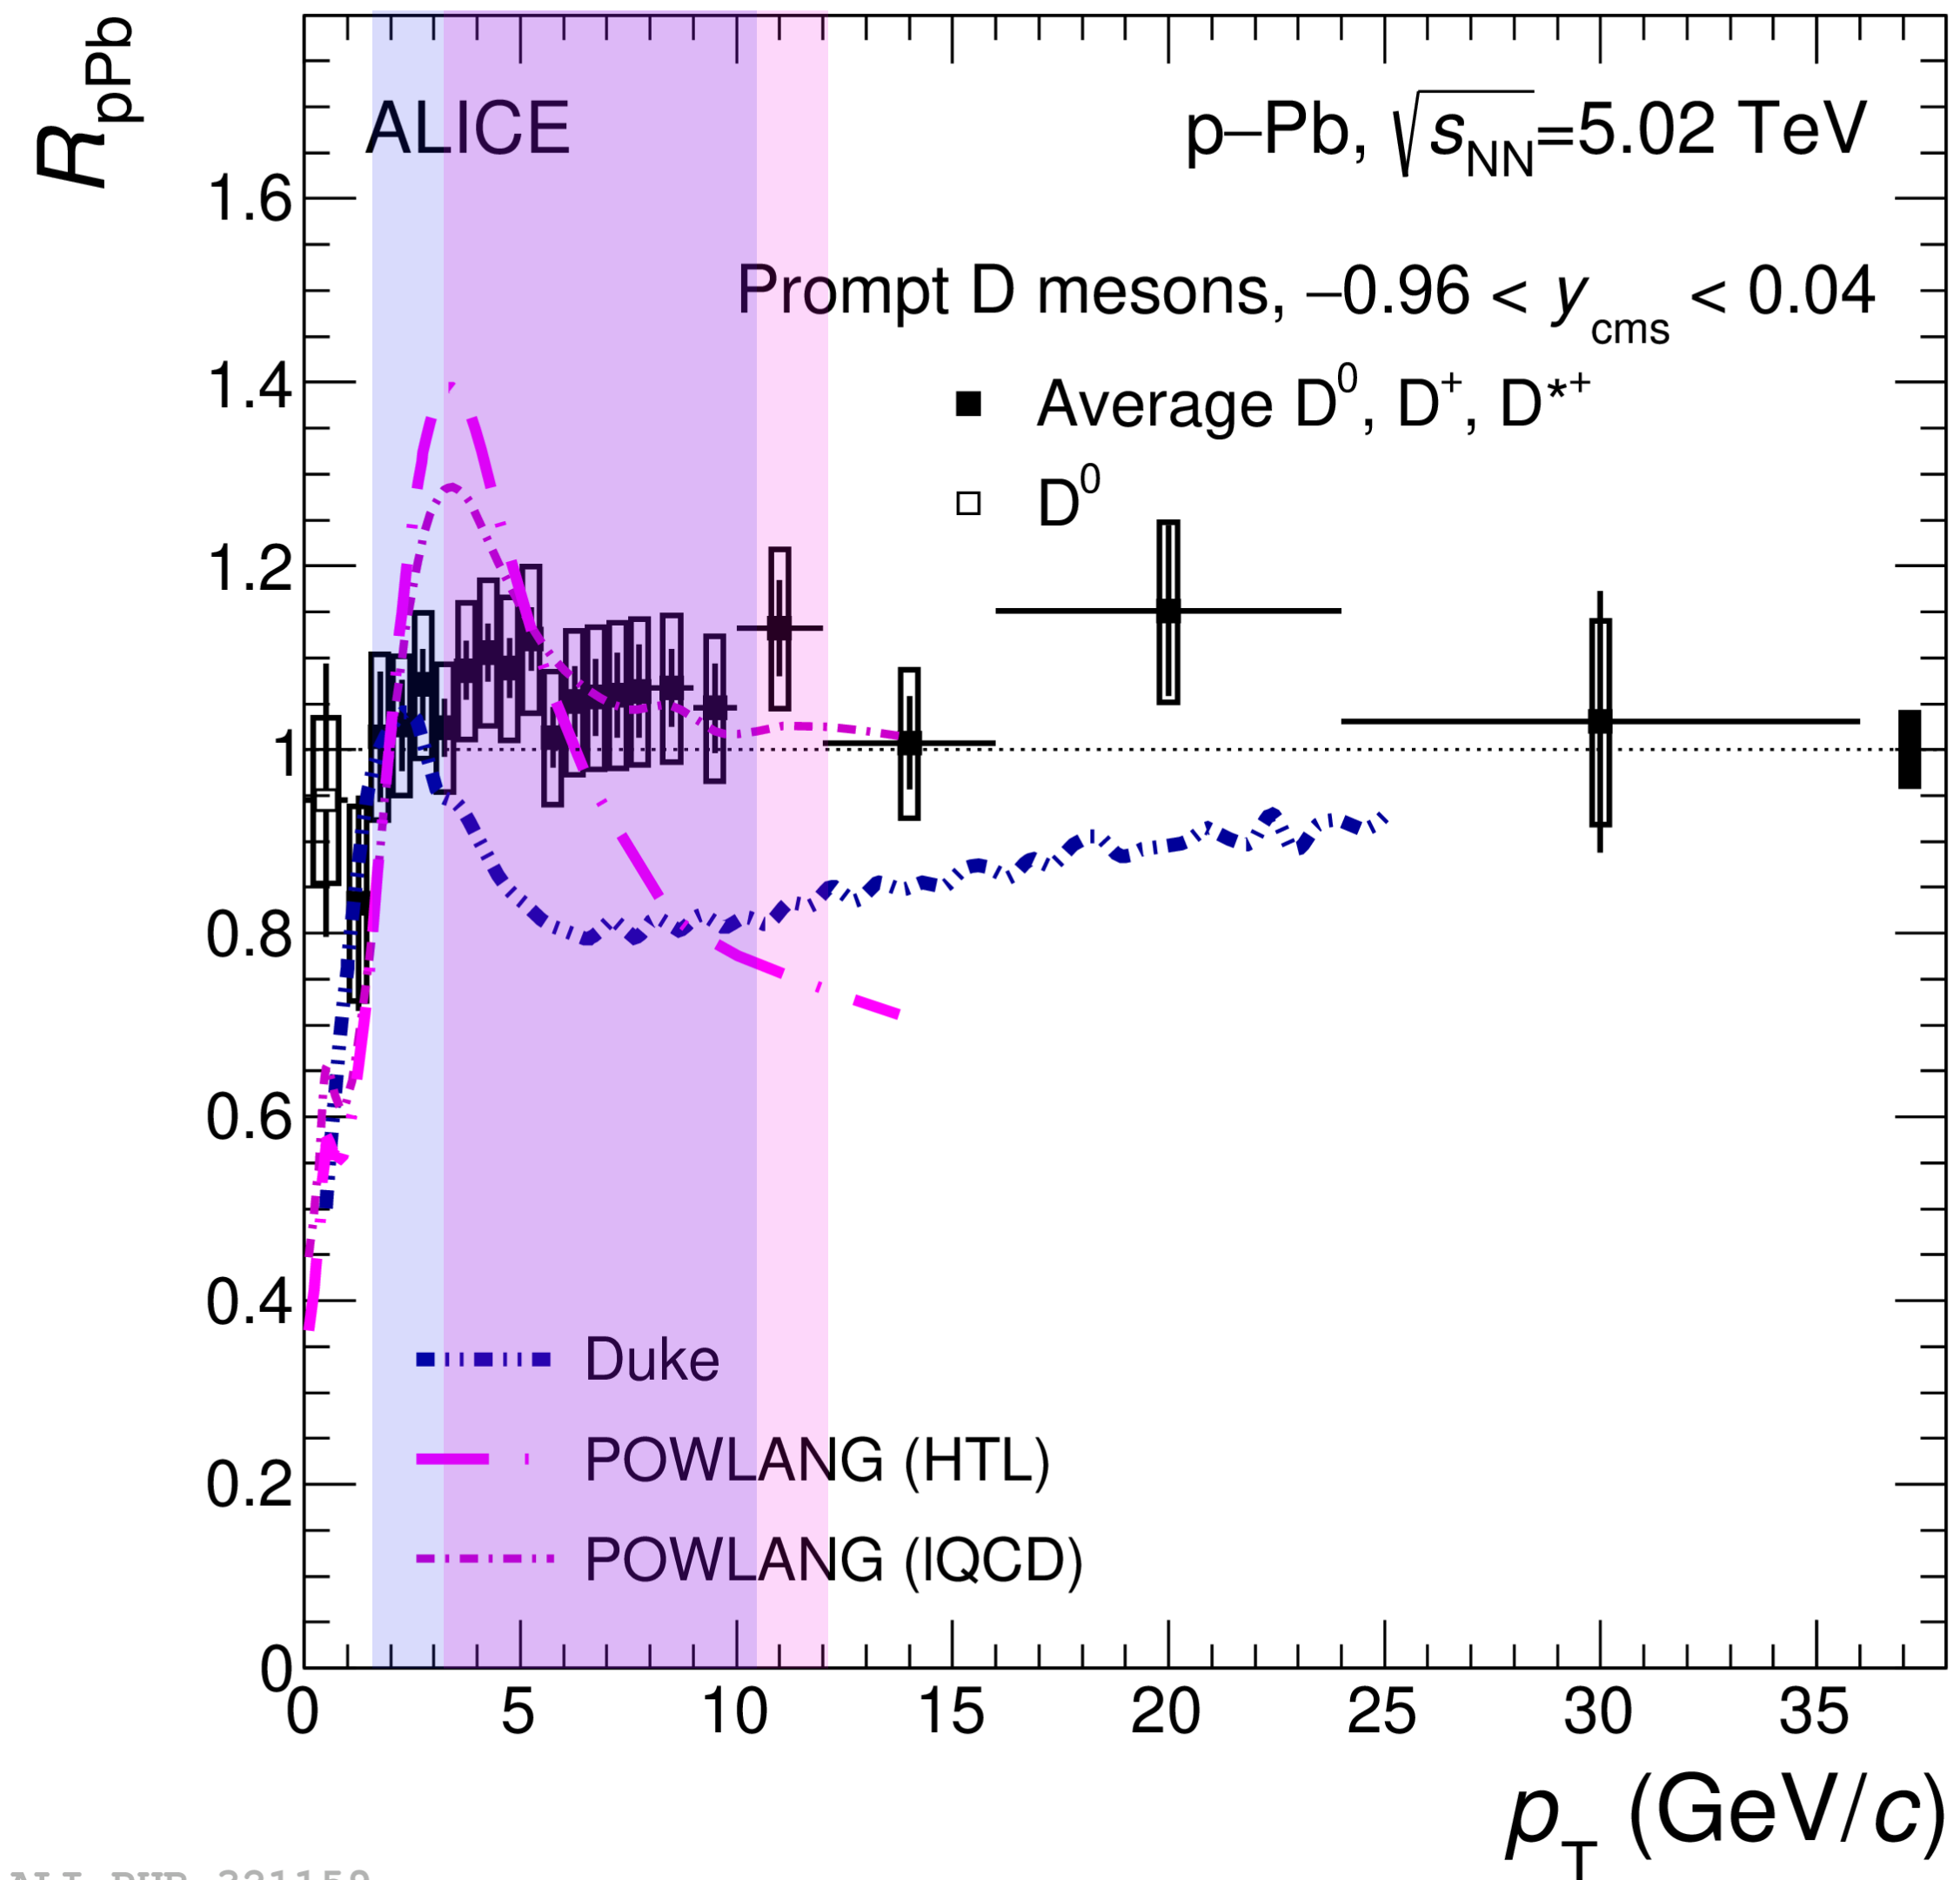 R_pPb
ALICE
p–Pb, √s_NN=5.02 TeV
Prompt D mesons, –0.96 < y_cms < 0.04
Average D^0, D^+, D*^+
D^0
1.6
1.4
1.2
1
0.8
0.6
0.4
0.2
0
Duke
POWLANG (HTL)
POWLANG (lQCD)
0 5 10 15 20 25 30 35
p_T (GeV/c)